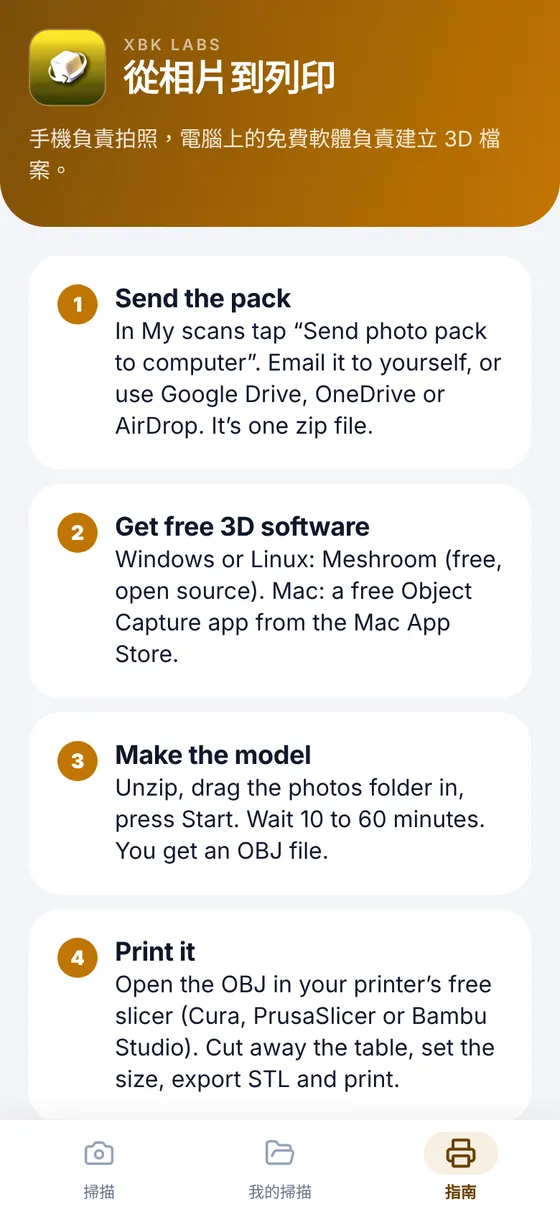 XBK LABS
從相片到列印
手機負責拍照，電腦上的免費軟體負責建立 3D 檔
案。
1
Send the pack
In My scans tap “Send photo pack
to computer”. Email it to yourself, or
use Google Drive, OneDrive or
AirDrop. It’s one zip file.
2
Get free 3D software
Windows or Linux: Meshroom (free,
open source). Mac: a free Object
Capture app from the Mac App
Store.
3
Make the model
Unzip, drag the photos folder in,
press Start. Wait 10 to 60 minutes.
You get an OBJ file.
4
Print it
Open the OBJ in your printer’s free
slicer (Cura, PrusaSlicer or Bambu
Studio). Cut away the table, set the
size, export STL and print.
掃描
我的掃描
指南